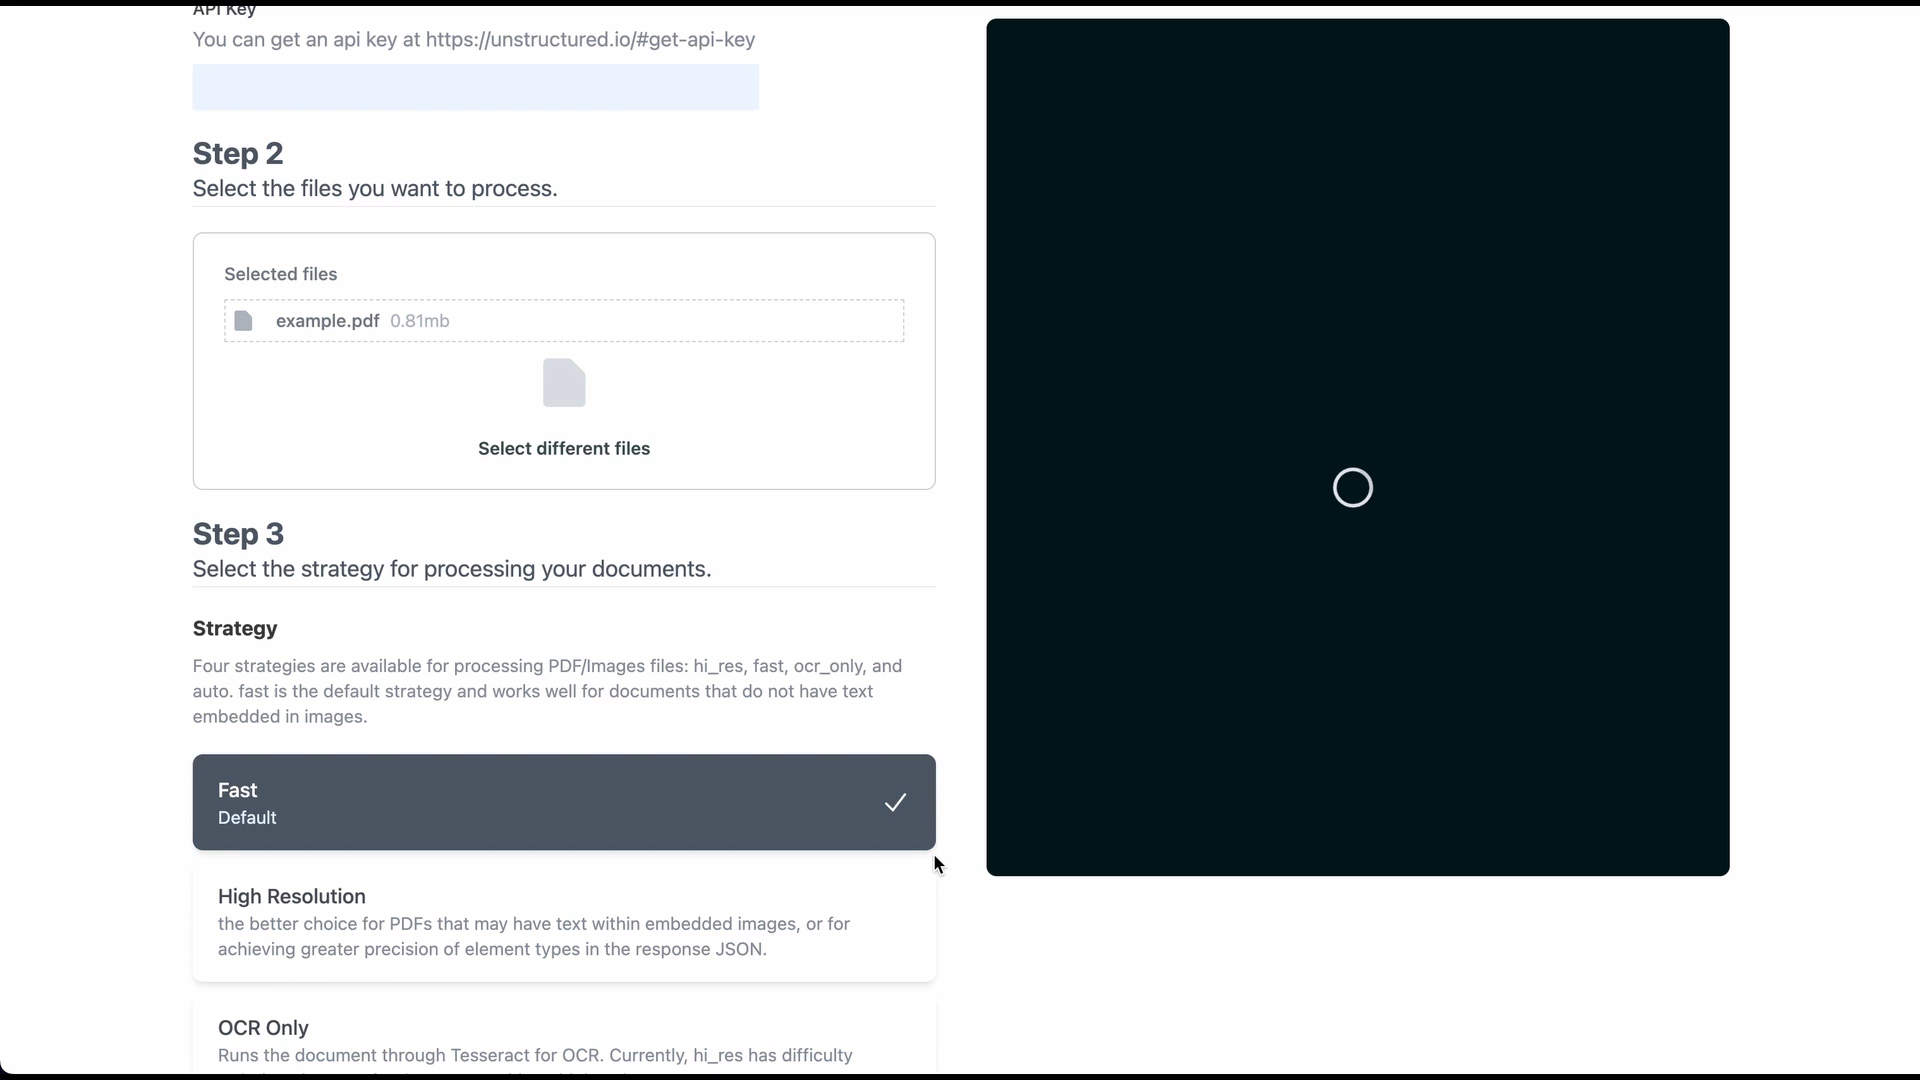 API Key
You can get an api key at https://unstructured.io/#get-api-key
Step 2
Select the files you want to process.
Selected files
example.pdf 0.81mb
Select different files
Step 3
Select the strategy for processing your documents.
Strategy
Four strategies are available for processing PDF/Images files: hi_res, fast, ocr_only, and
auto. fast is the default strategy and works well for documents that do not have text
embedded in images.
Fast
Default
High Resolution
the better choice for PDFs that may have text within embedded images, or for
achieving greater precision of element types in the response JSON.
OCR Only
Runs the document through Tesseract for OCR. Currently, hi_res has difficulty